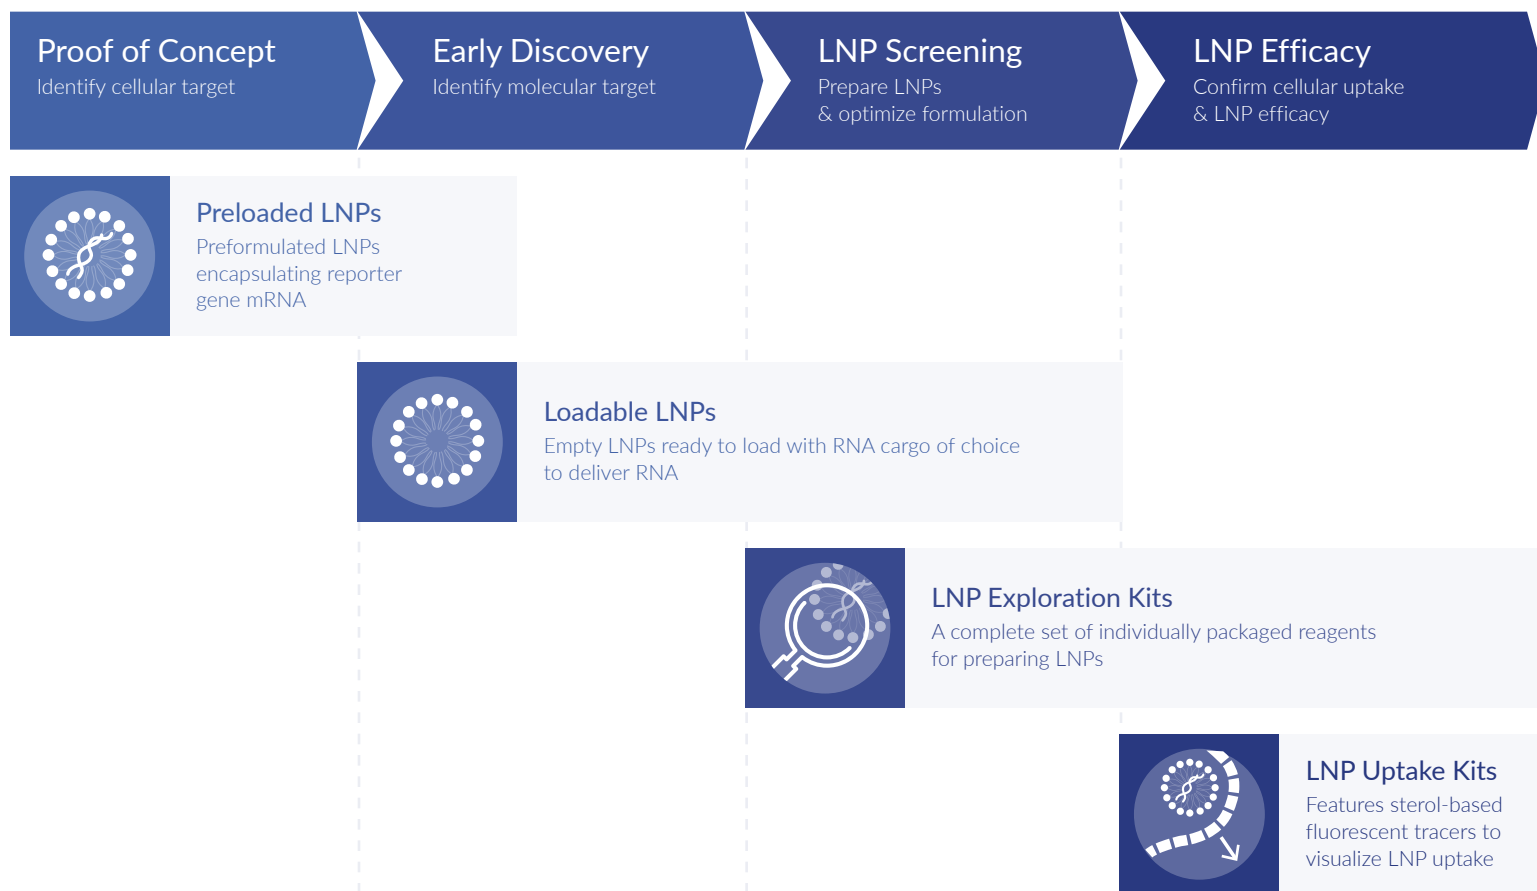 Proof of Concept
Identify cellular target
Early Discovery
Identify molecular target
LNP Screening
Prepare LNPs
& optimize formulation
LNP Efficacy
Confirm cellular uptake
& LNP efficacy
Preloaded LNPs
Preformulated LNPs
encapsulating reporter
gene mRNA
Loadable LNPs
Empty LNPs ready to load with RNA cargo of choice
to deliver RNA
LNP Exploration Kits
A complete set of individually packaged reagents
for preparing LNPs
LNP Uptake Kits
Features sterol-based
fluorescent tracers to
visualize LNP uptake